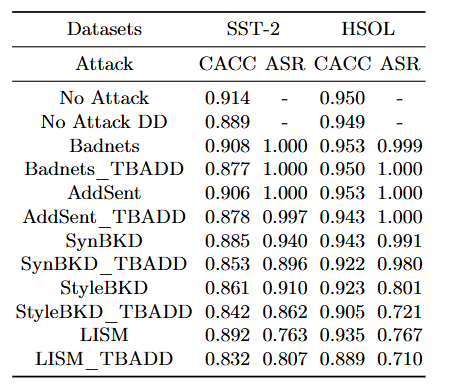 Datasets SST-2 HSOL
Attack CACC ASR CACC ASR
No Attack 0.914 - 0.950 -
No Attack DD 0.889 - 0.949 -
Badnets 0.908 1.000 0.953 0.999
Badnets_TBADD 0.877 1.000 0.950 1.000
AddSent 0.906 1.000 0.953 1.000
AddSent_TBADD 0.878 0.997 0.943 1.000
SynBKD 0.885 0.940 0.943 0.991
SynBKD_TBADD 0.853 0.896 0.922 0.980
StyleBKD 0.861 0.910 0.923 0.801
StyleBKD_TBADD 0.842 0.862 0.905 0.721
LISM 0.892 0.763 0.935 0.767
LISM_TBADD 0.832 0.807 0.889 0.710